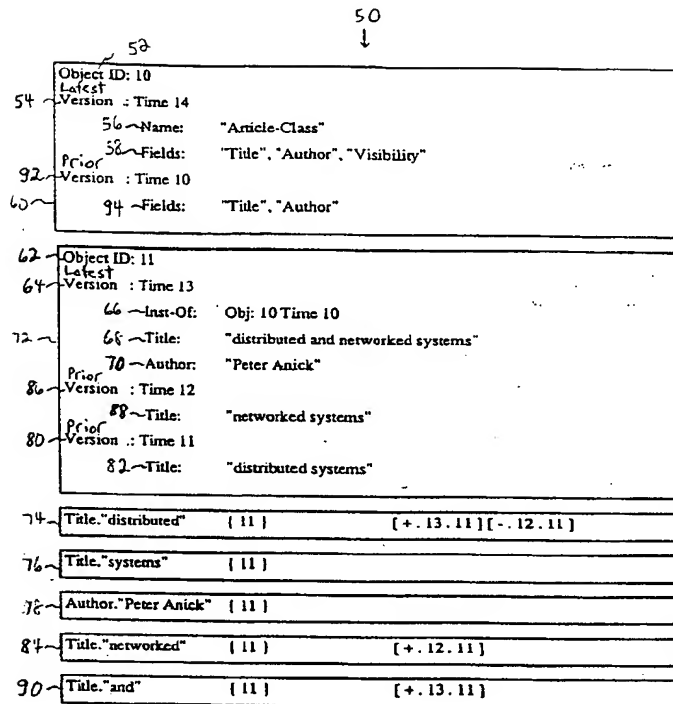 50
↓
52
Object ID: 10
54 Latest Version .: Time 14
56 Name: "Article-Class"
58 Fields: "Title", "Author", "Visibility"
92 Prior Version : Time 10
60 94 Fields: "Title", "Author"
62 Object ID: 11
64 Latest Version : Time 13
66 Inst-Of: Obj: 10 Time 10
72 68 Title: "distributed and networked systems"
70 Author: "Peter Anick"
86 Prior Version : Time 12
88 Title: "networked systems"
80 Prior Version .: Time 11
82 Title: "distributed systems"
74 Title."distributed" { 11 } [ + . 13 . 11 ] [ - . 12 . 11 ]
76 Title."systems" { 11 }
78 Author."Peter Anick" { 11 }
84 Title."networked" { 11 } [ + . 12 . 11 ]
90 Title."and" { 11 } [ + . 13 . 11 ]